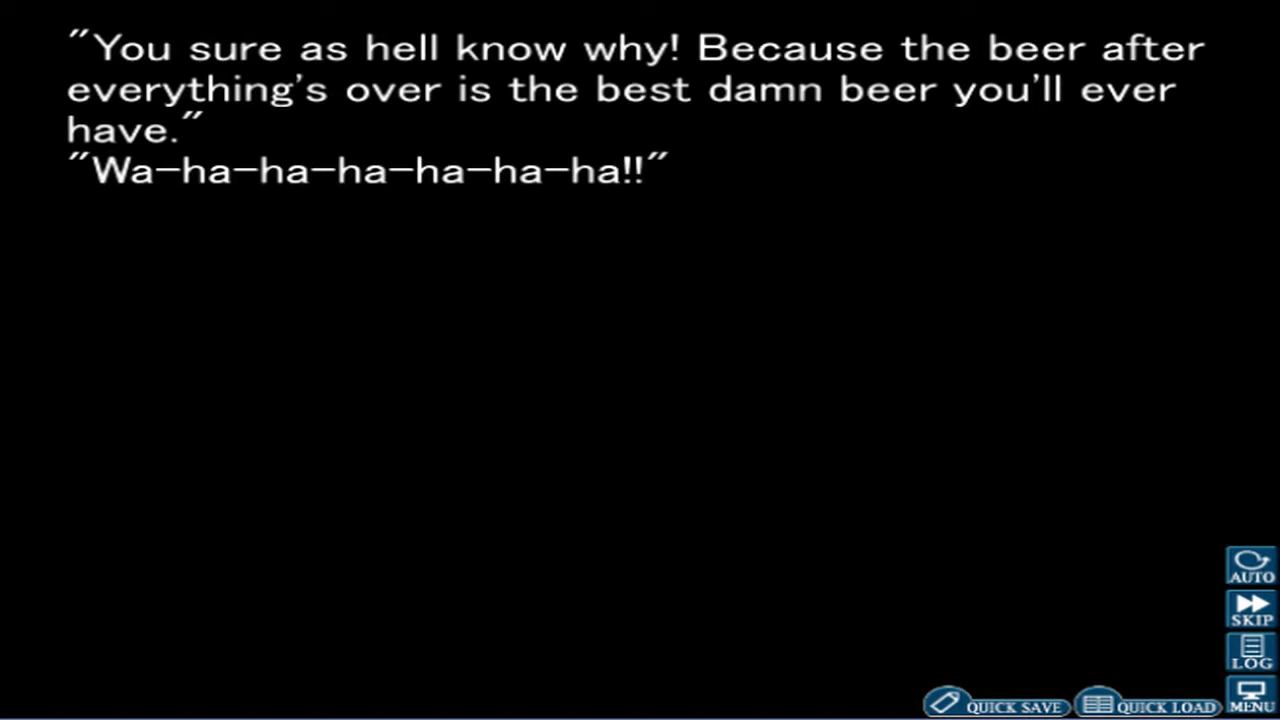 "You sure as hell know why! Because the beer after
everything's over is the best damn beer you'll ever
have."
"Wa-ha-ha-ha-ha-ha-ha!!"
AUTO
SKIP
LOG
MENU
QUICK SAVE
QUICK LOAD